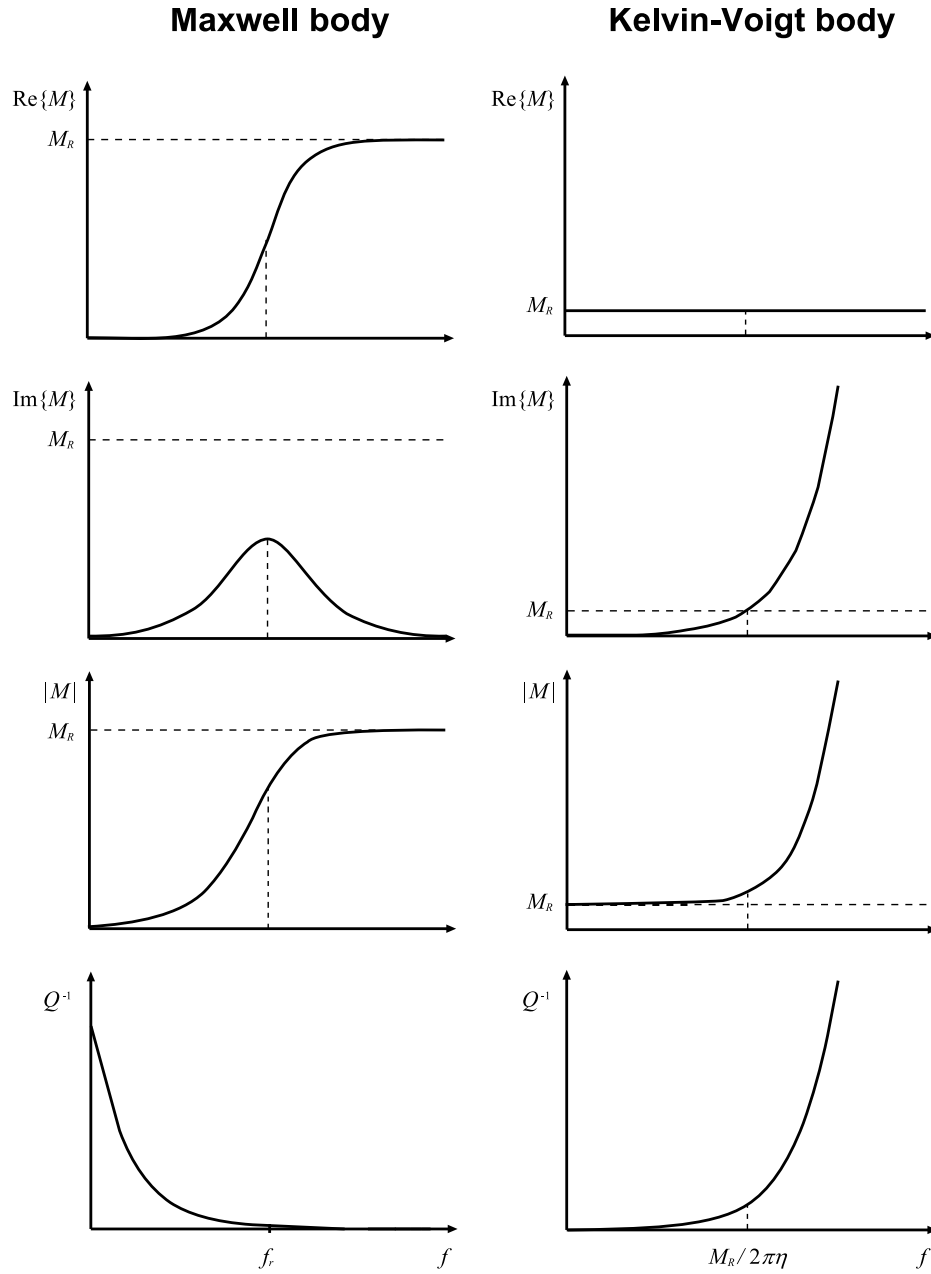 Maxwell body
Kelvin-Voigt body
Re{M}
M_R
Re{M}
M_R
Im{M}
M_R
Im{M}
M_R
|M|
M_R
|M|
M_R
Q⁻¹
f_r
f
Q⁻¹
M_R / 2πη
f